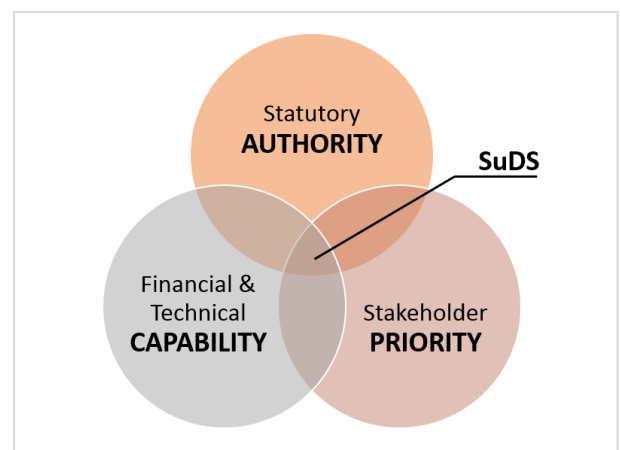 Statutory
AUTHORITY
SuDS
Financial &
Technical
CAPABILITY
Stakeholder
PRIORITY